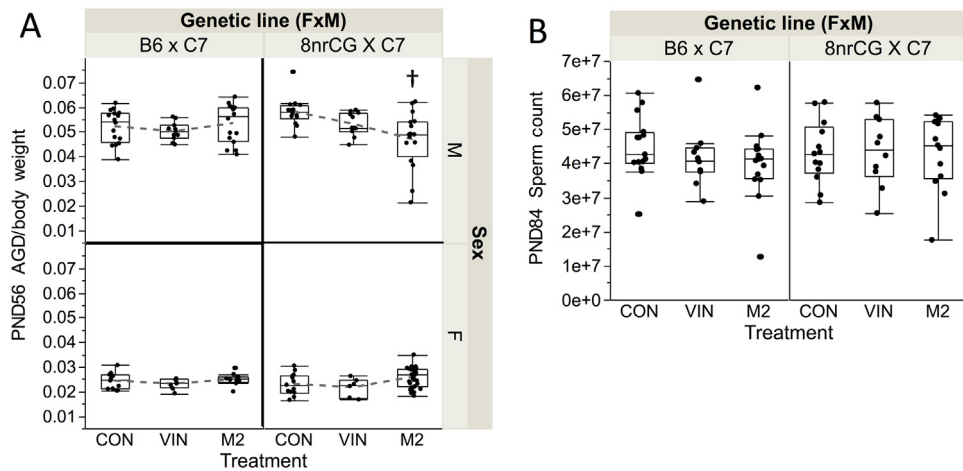 A
Genetic line (FxM)
B6 x C7
8nrCG X C7
PND56 AGD/body weight
0.07
0.06
0.05
0.04
0.03
0.02
0.01
†
M
0.07
0.06
0.05
0.04
0.03
0.02
0.01
F
Sex
CON VIN M2 CON VIN M2
Treatment
B
Genetic line (FxM)
B6 x C7
8nrCG X C7
PND84 Sperm count
7e+7
6e+7
5e+7
4e+7
3e+7
2e+7
1e+7
0e+0
CON VIN M2 CON VIN M2
Treatment